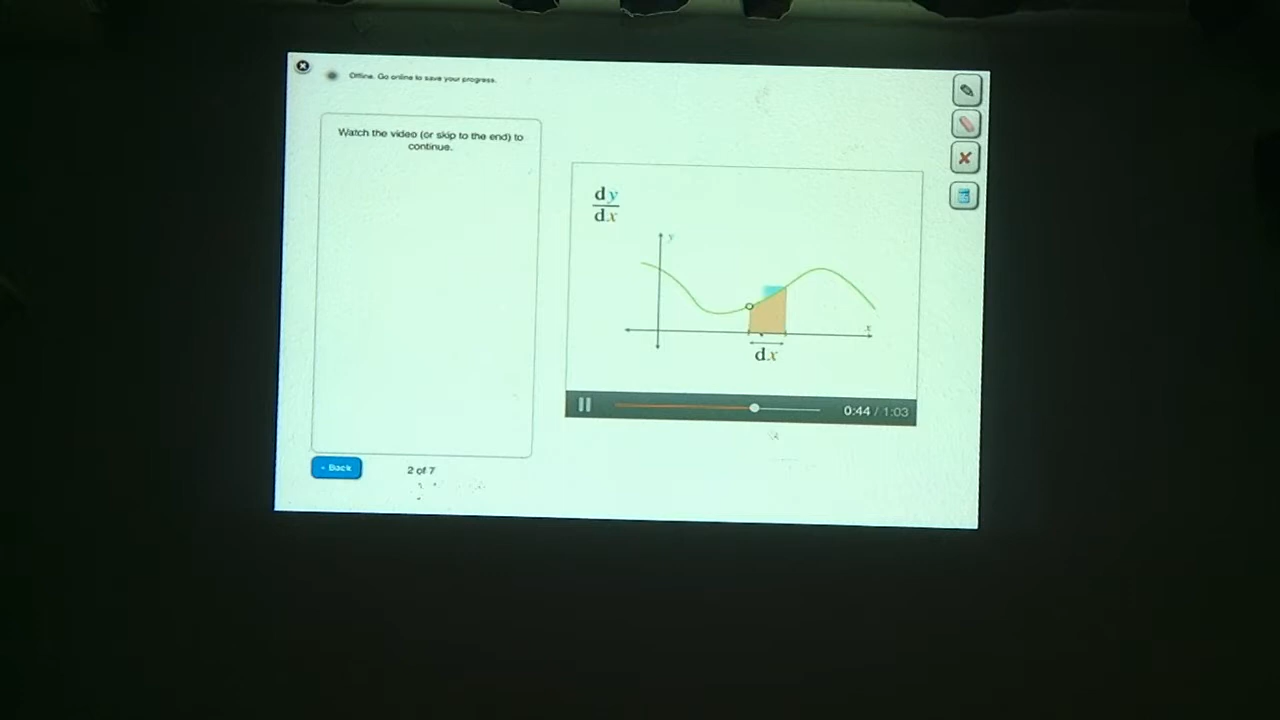 Offline. Go online to save your progress.
Watch the video (or skip to the end) to
continue.
dy
dx
y
x
dx
0:44 / 1:03
Back
2 of 7